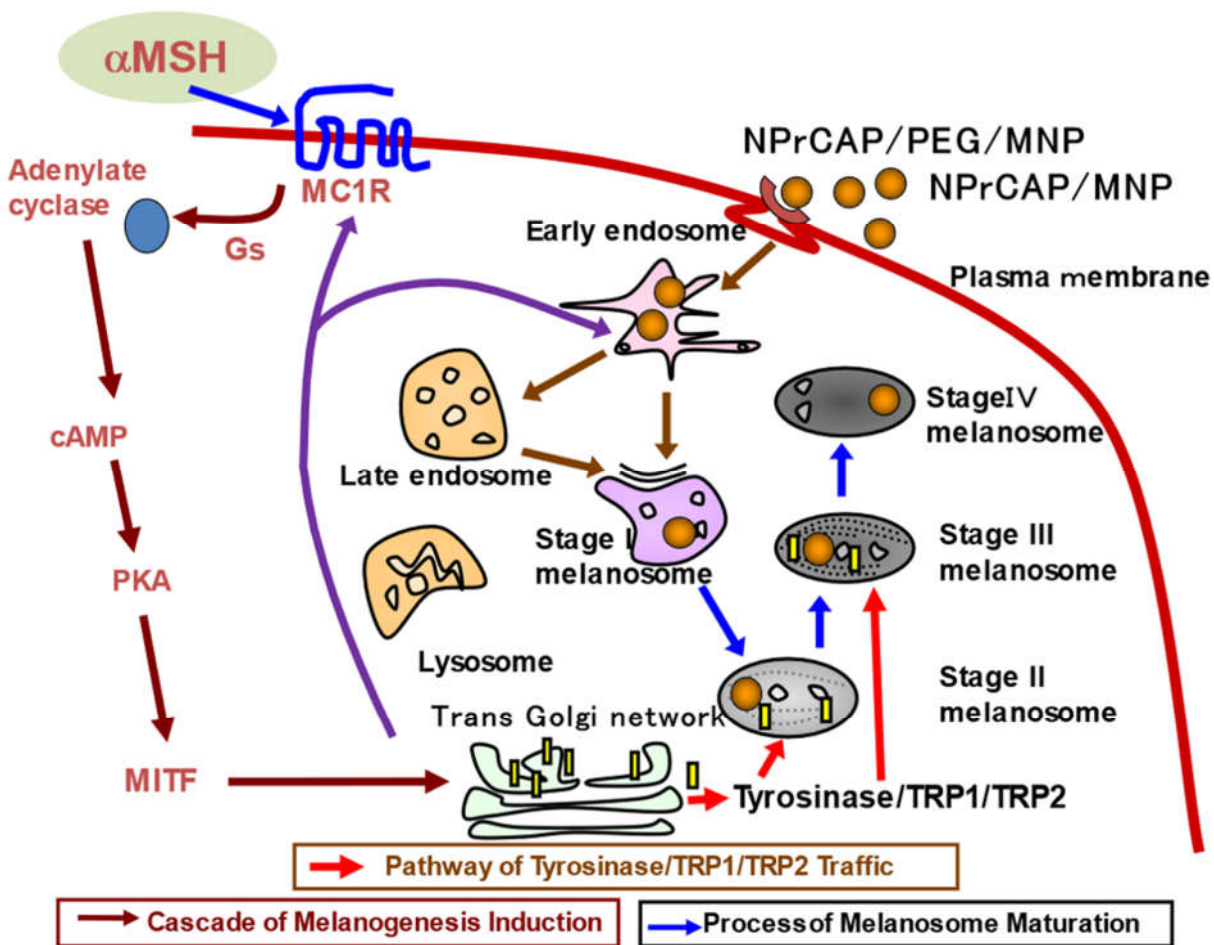 αMSH
NPrCAP/PEG/MNP
NPrCAP/MNP
Adenylate
cyclase
MC1R
Gs
Early endosome
Plasma membrane
StageIV
melanosome
cAMP
Late endosome
Stage I
melanosome
Stage III
melanosome
PKA
Lysosome
Stage II
melanosome
Trans Golgi network
MITF
Tyrosinase/TRP1/TRP2
Pathway of Tyrosinase/TRP1/TRP2 Traffic
Cascade of Melanogenesis Induction
Process of Melanosome Maturation